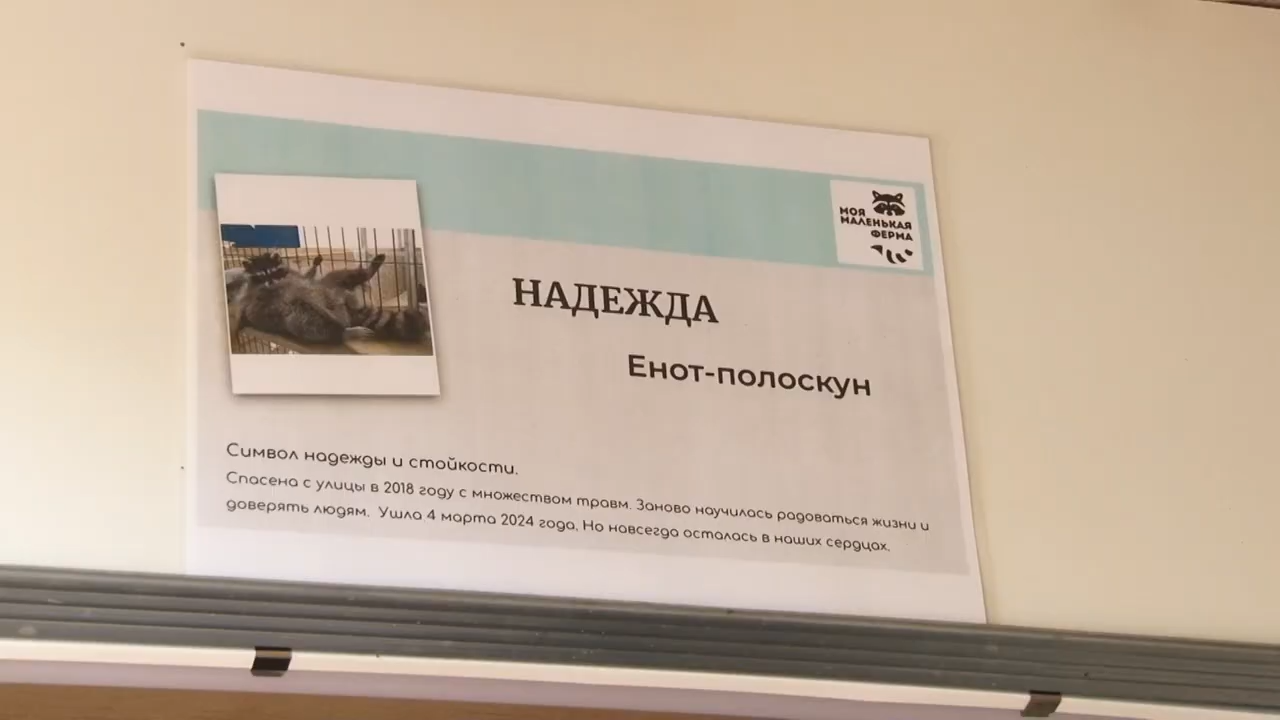 МОЯ
МАЛЕНЬКАЯ
ФЕРМА
НАДЕЖДА
Енот-полоскун
Символ надежды и стойкости.
Спасена с улицы в 2018 году с множеством травм. Заново научилась радоваться жизни и
доверять людям. Ушла 4 марта 2024 года. Но навсегда осталась в наших сердцах.